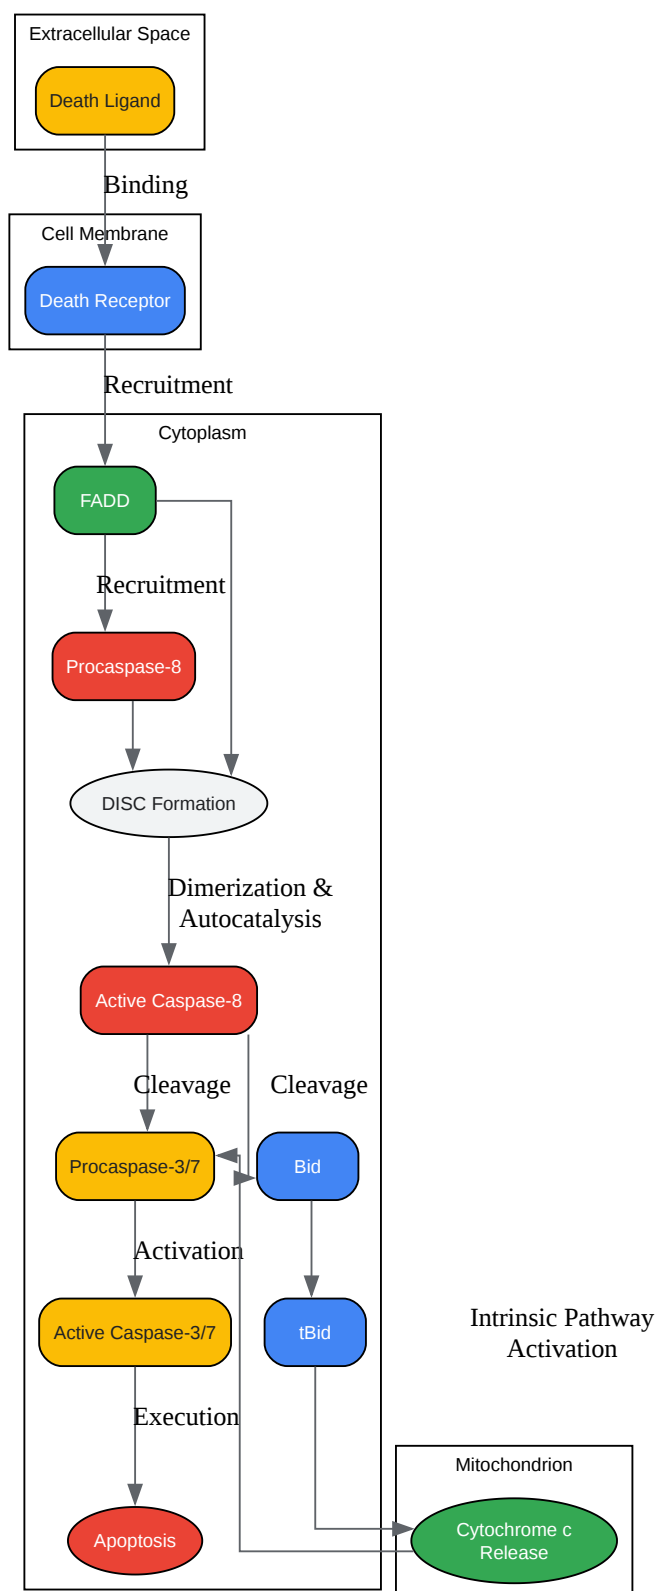 Extracellular Space
Death Ligand
Binding
Cell Membrane
Death Receptor
Recruitment
Cytoplasm
FADD
Recruitment
Procaspase-8
DISC Formation
Dimerization &
Autocatalysis
Active Caspase-8
Cleavage
Cleavage
Procaspase-3/7
Bid
Activation
Active Caspase-3/7
tBid
Intrinsic Pathway
Activation
Execution
Mitochondrion
Apoptosis
Cytochrome c
Release